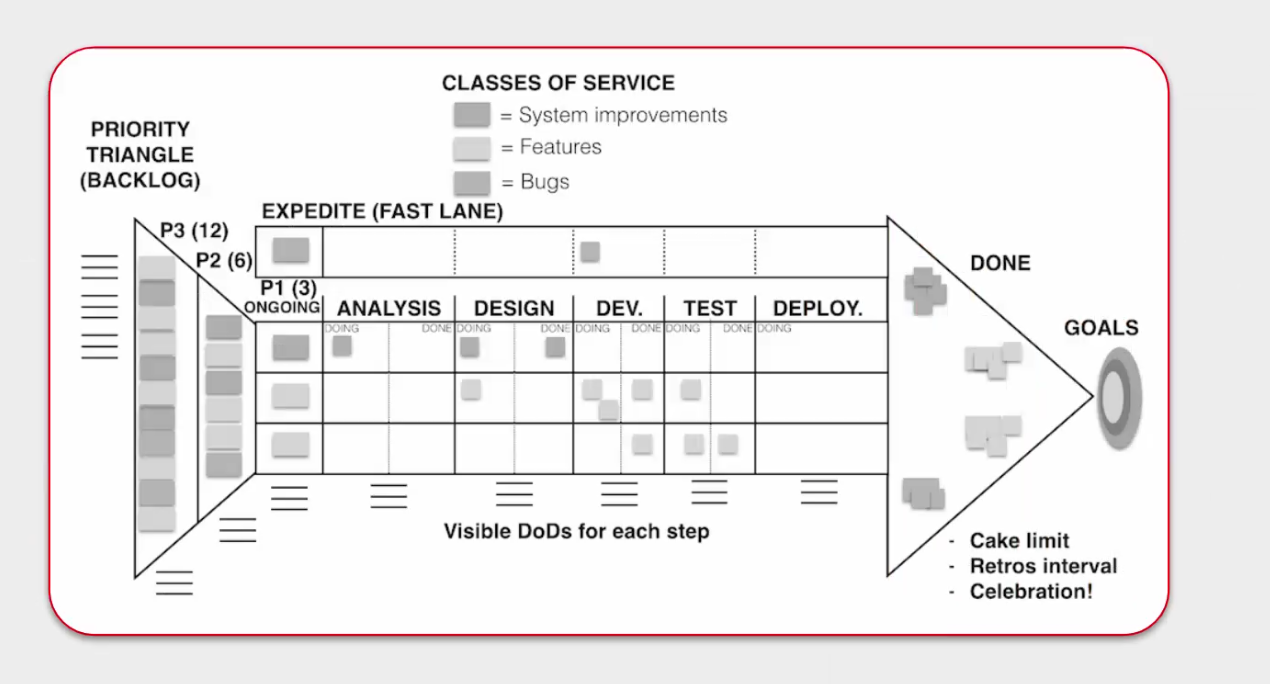 CLASSES OF SERVICE
= System improvements
= Features
= Bugs
PRIORITY
TRIANGLE
(BACKLOG)
EXPEDITE (FAST LANE)
P3 (12)
P2 (6)
P1 (3)
ONGOING
ANALYSIS
DESIGN
DEV.
TEST
DEPLOY.
DOING
DONE
DOING
DONE
DOING
DONE
DOING
DONE
DOING
DONE
GOALS
Visible DoDs for each step
- Cake limit
- Retros interval
- Celebration!